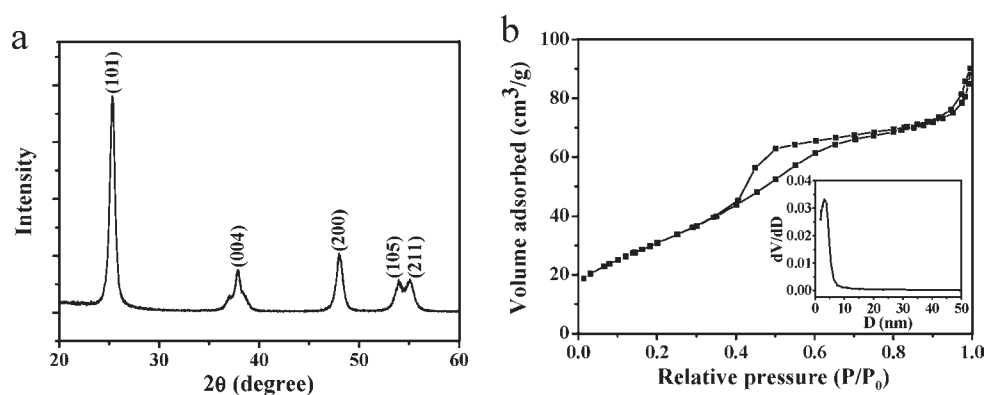 a
Intensity
(101)
(004)
(200)
(105)
(211)
20 30 40 50 60
2θ (degree)
b
Volume adsorbed (cm³/g)
100
80
60
40
20
0
0.0 0.2 0.4 0.6 0.8 1.0
Relative pressure (P/P₀)
dV/dD
0.04
0.03
0.02
0.01
0.00
0 10 20 30 40 50
D (nm)